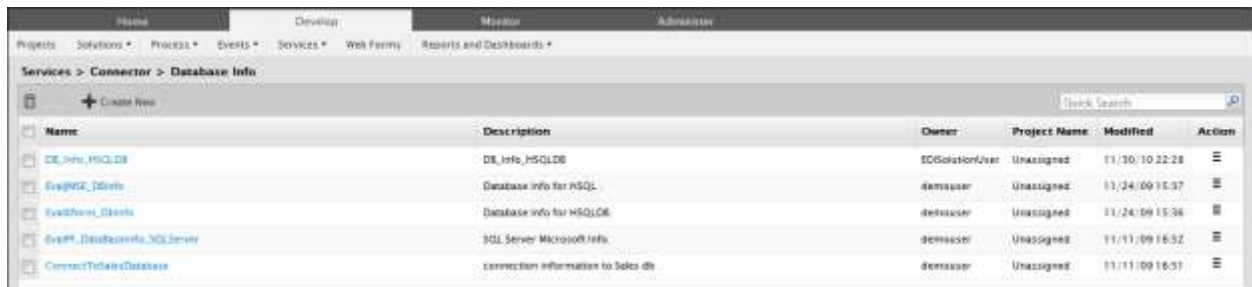 Home Develop Monitor Administer
Projects Solutions Process Events Services Web Forms Reports and Dashboards
Services > Connector > Database Info
Create New Quick Search
Name Description Owner Project Name Modified Action
DB_Info_HSQLDB DB_Info_HSQLDB EDISolutionUser Unassigned 11/30/10 22:28
Database info for HSQL demouser Unassigned 11/24/09 15:37
Database info for HSQLDB demouser Unassigned 11/24/09 15:36
SQL Server Microsoft Info. demouser Unassigned 11/11/09 16:52
ConnectToSalesDatabase connection information to Sales db demouser Unassigned 11/11/09 16:51